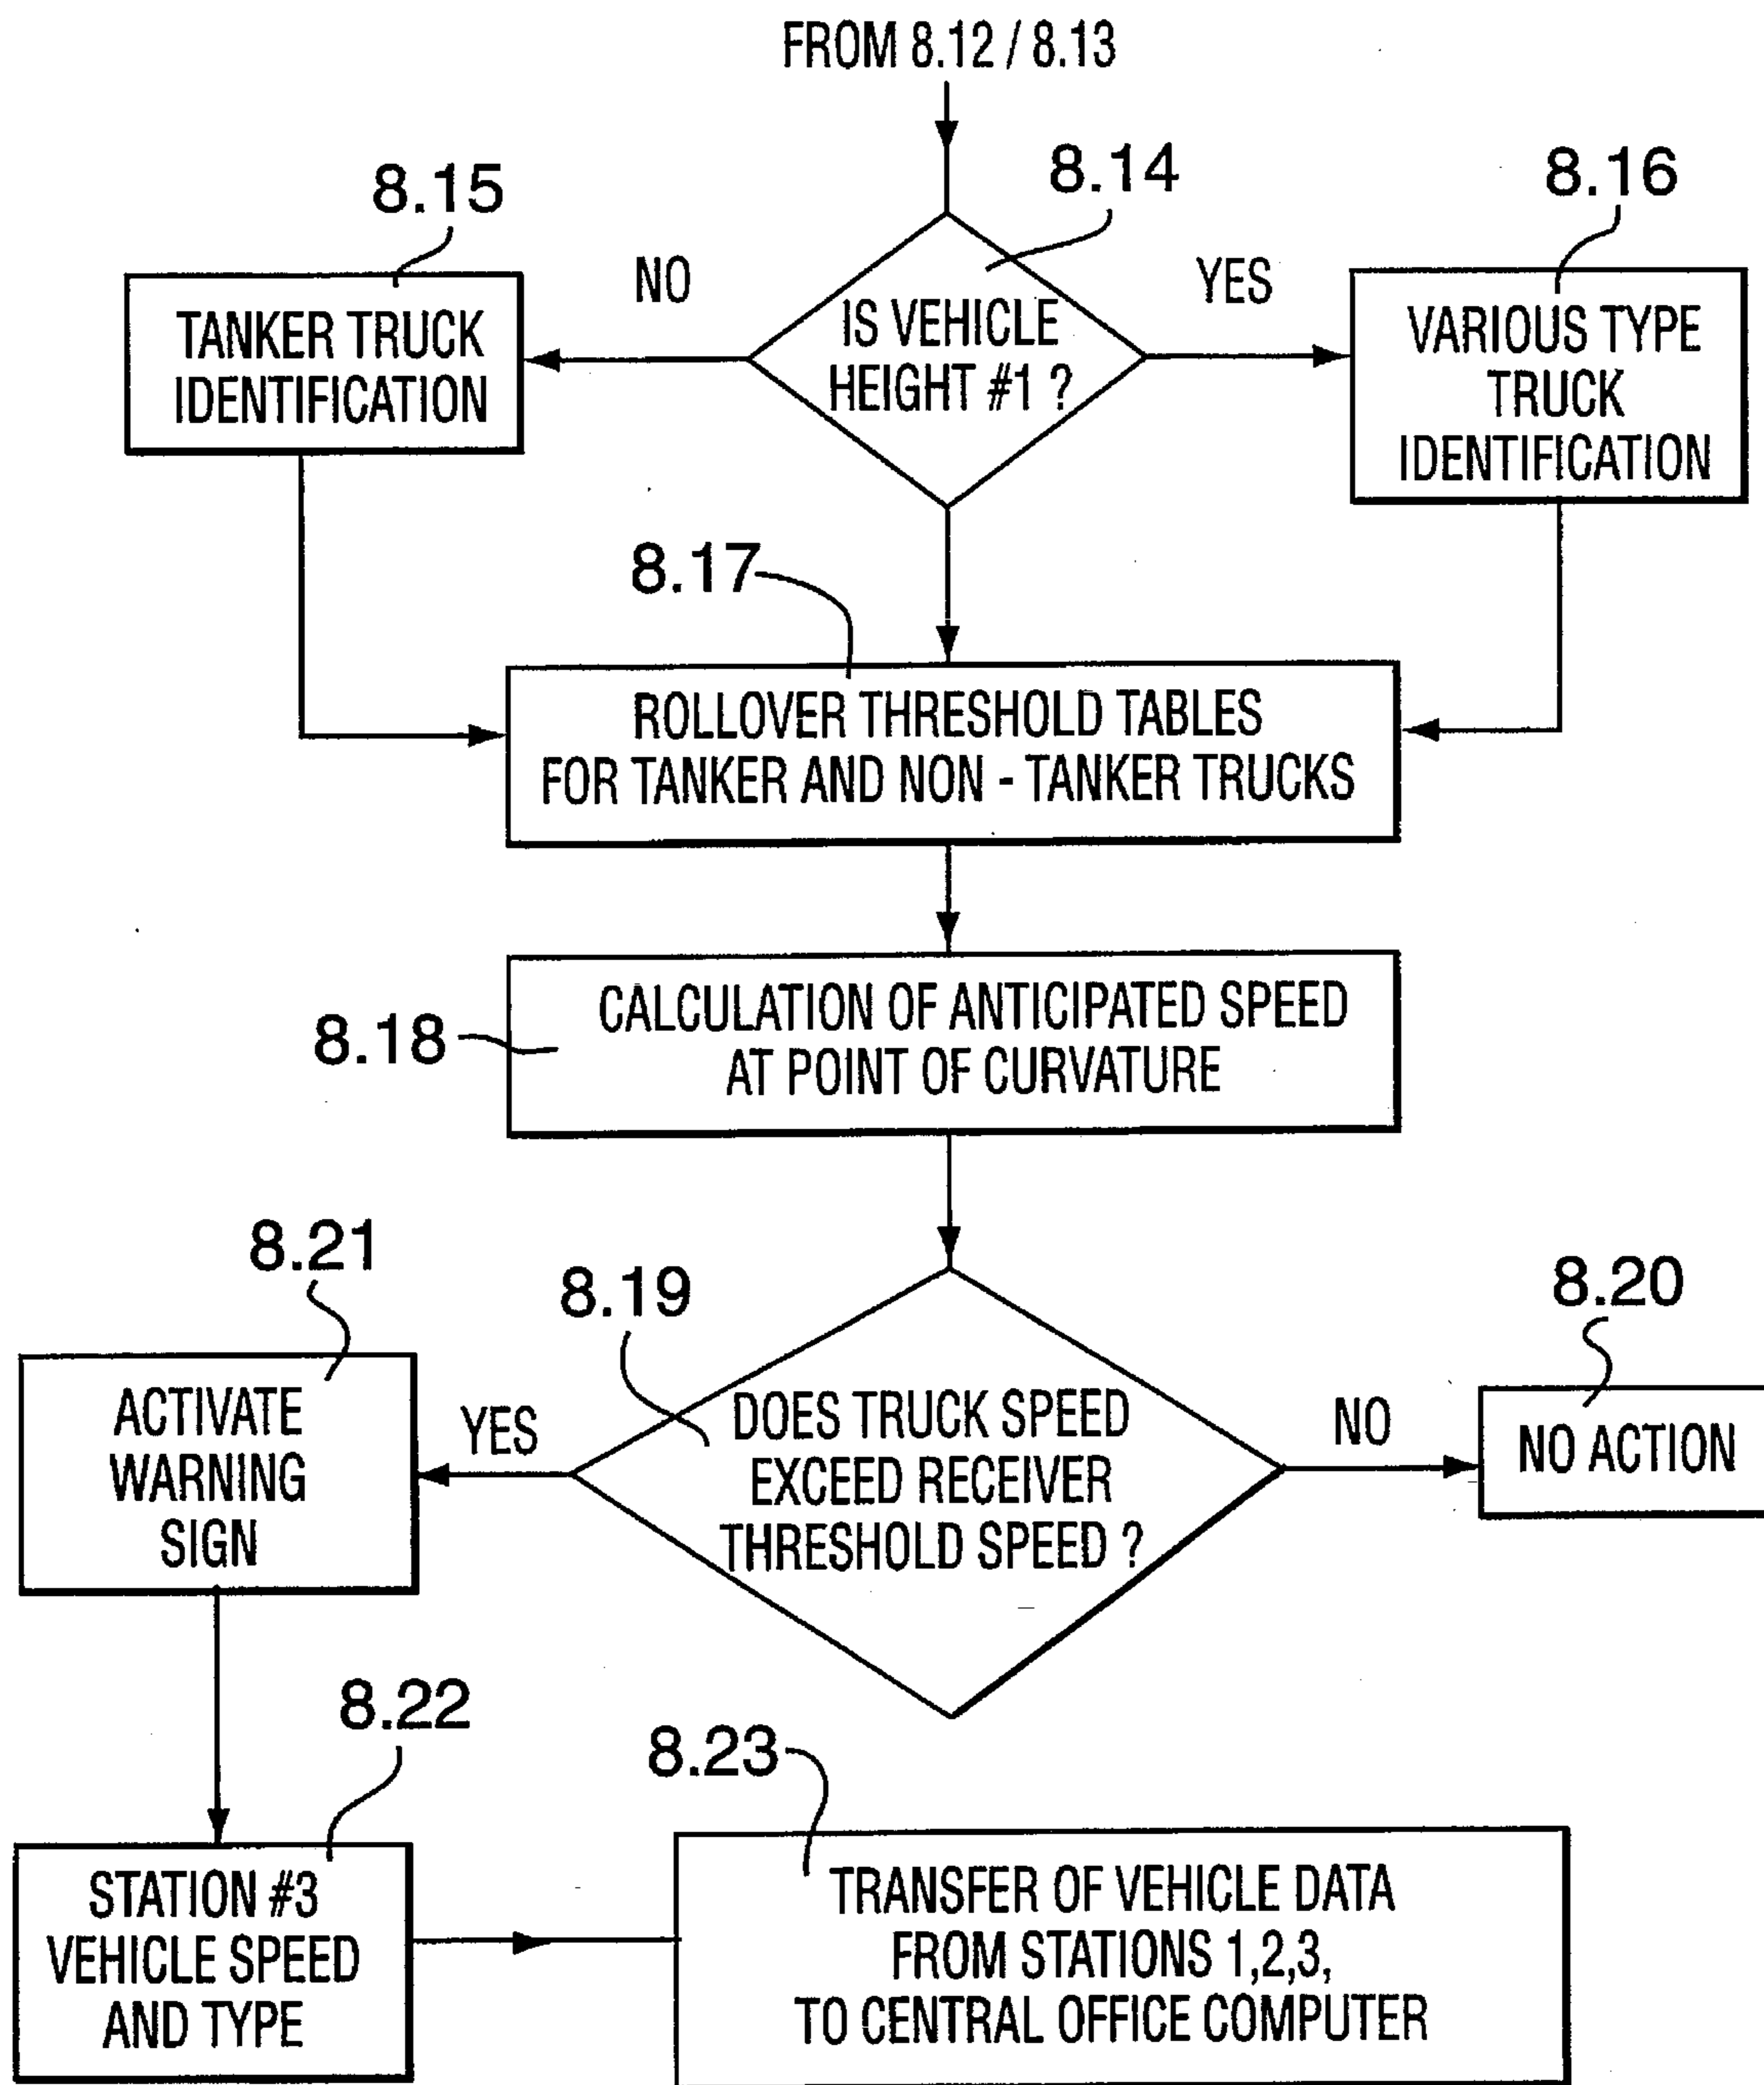 FROM 8.12 / 8.13
8.14
8.15
8.16
NO
YES
TANKER TRUCK
IDENTIFICATION
IS VEHICLE
HEIGHT #1 ?
VARIOUS TYPE
TRUCK
IDENTIFICATION
8.17
ROLLOVER THRESHOLD TABLES
FOR TANKER AND NON - TANKER TRUCKS
8.18
CALCULATION OF ANTICIPATED SPEED
AT POINT OF CURVATURE
8.21
8.19
8.20
ACTIVATE
WARNING
SIGN
YES
DOES TRUCK SPEED
EXCEED RECEIVER
THRESHOLD SPEED ?
NO
NO ACTION
8.22
8.23
STATION #3
VEHICLE SPEED
AND TYPE
TRANSFER OF VEHICLE DATA
FROM STATIONS 1,2,3,
TO CENTRAL OFFICE COMPUTER